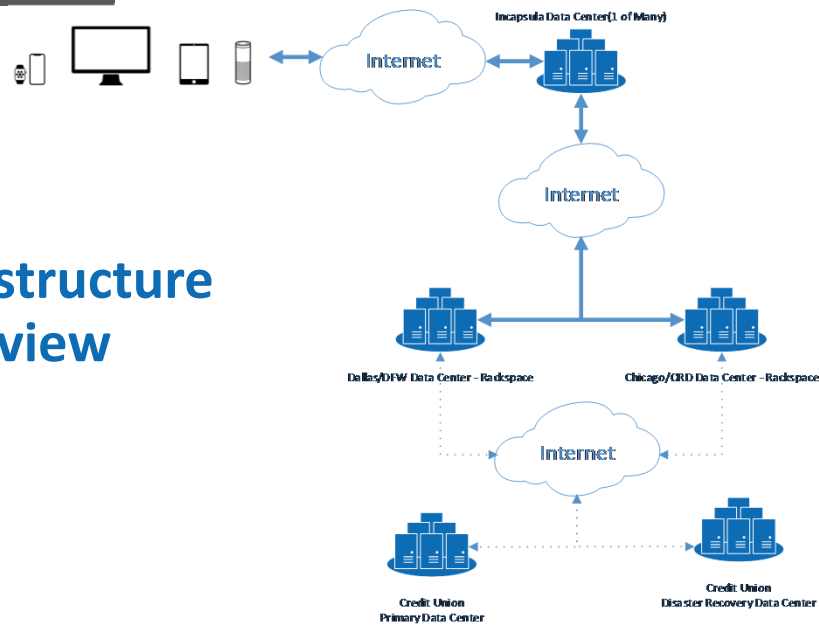 Incapsula Data Center(1 of Many)
Internet
Internet
structure
view
Dallas/DFW Data Center - Rackspace
Chicago/ORD Data Center - Rackspace
Internet
Credit Union
Primary Data Center
Credit Union
Disaster Recovery Data Center